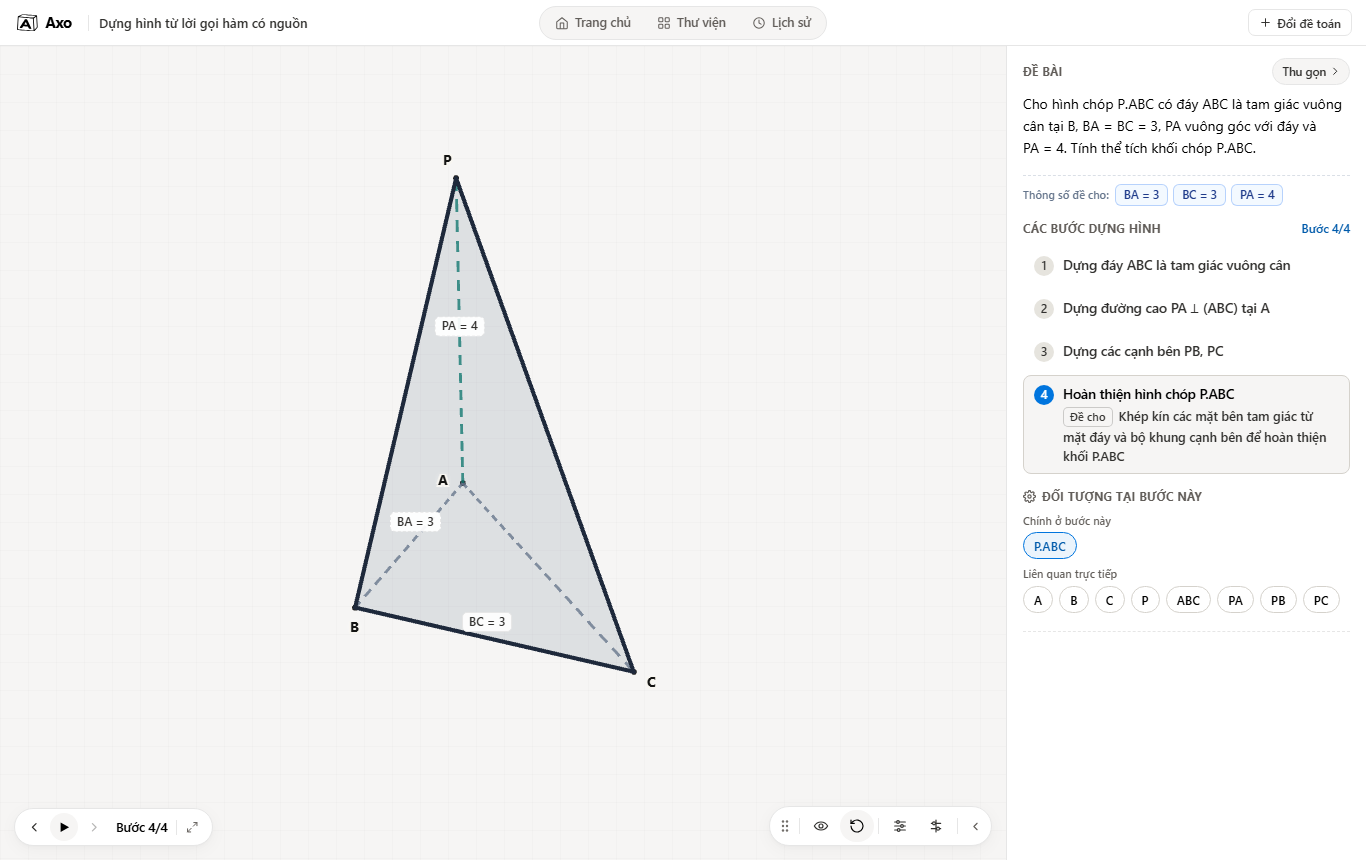 Axo
Dựng hình từ lời gọi hàm có nguồn
Trang chủ
Thư viện
Lịch sử
Đổi đề toán
P
PA = 4
A
BA = 3
B
BC = 3
C
Bước 4/4
ĐỀ BÀI
Thu gọn
Cho hình chóp P.ABC có đáy ABC là tam giác vuông
cân tại B, BA = BC = 3, PA vuông góc với đáy và
PA = 4. Tính thể tích khối chóp P.ABC.
Thông số đề cho: BA = 3 BC = 3 PA = 4
CÁC BƯỚC DỰNG HÌNH
Bước 4/4
1 Dựng đáy ABC là tam giác vuông cân
2 Dựng đường cao PA ⊥ (ABC) tại A
3 Dựng các cạnh bên PB, PC
4 Hoàn thiện hình chóp P.ABC
Đề cho Khép kín các mặt bên tam giác từ
mặt đáy và bộ khung cạnh bên để hoàn thiện
khối P.ABC
ĐỐI TƯỢNG TẠI BƯỚC NÀY
Chính ở bước này
P.ABC
Liên quan trực tiếp
A B C P ABC PA PB PC